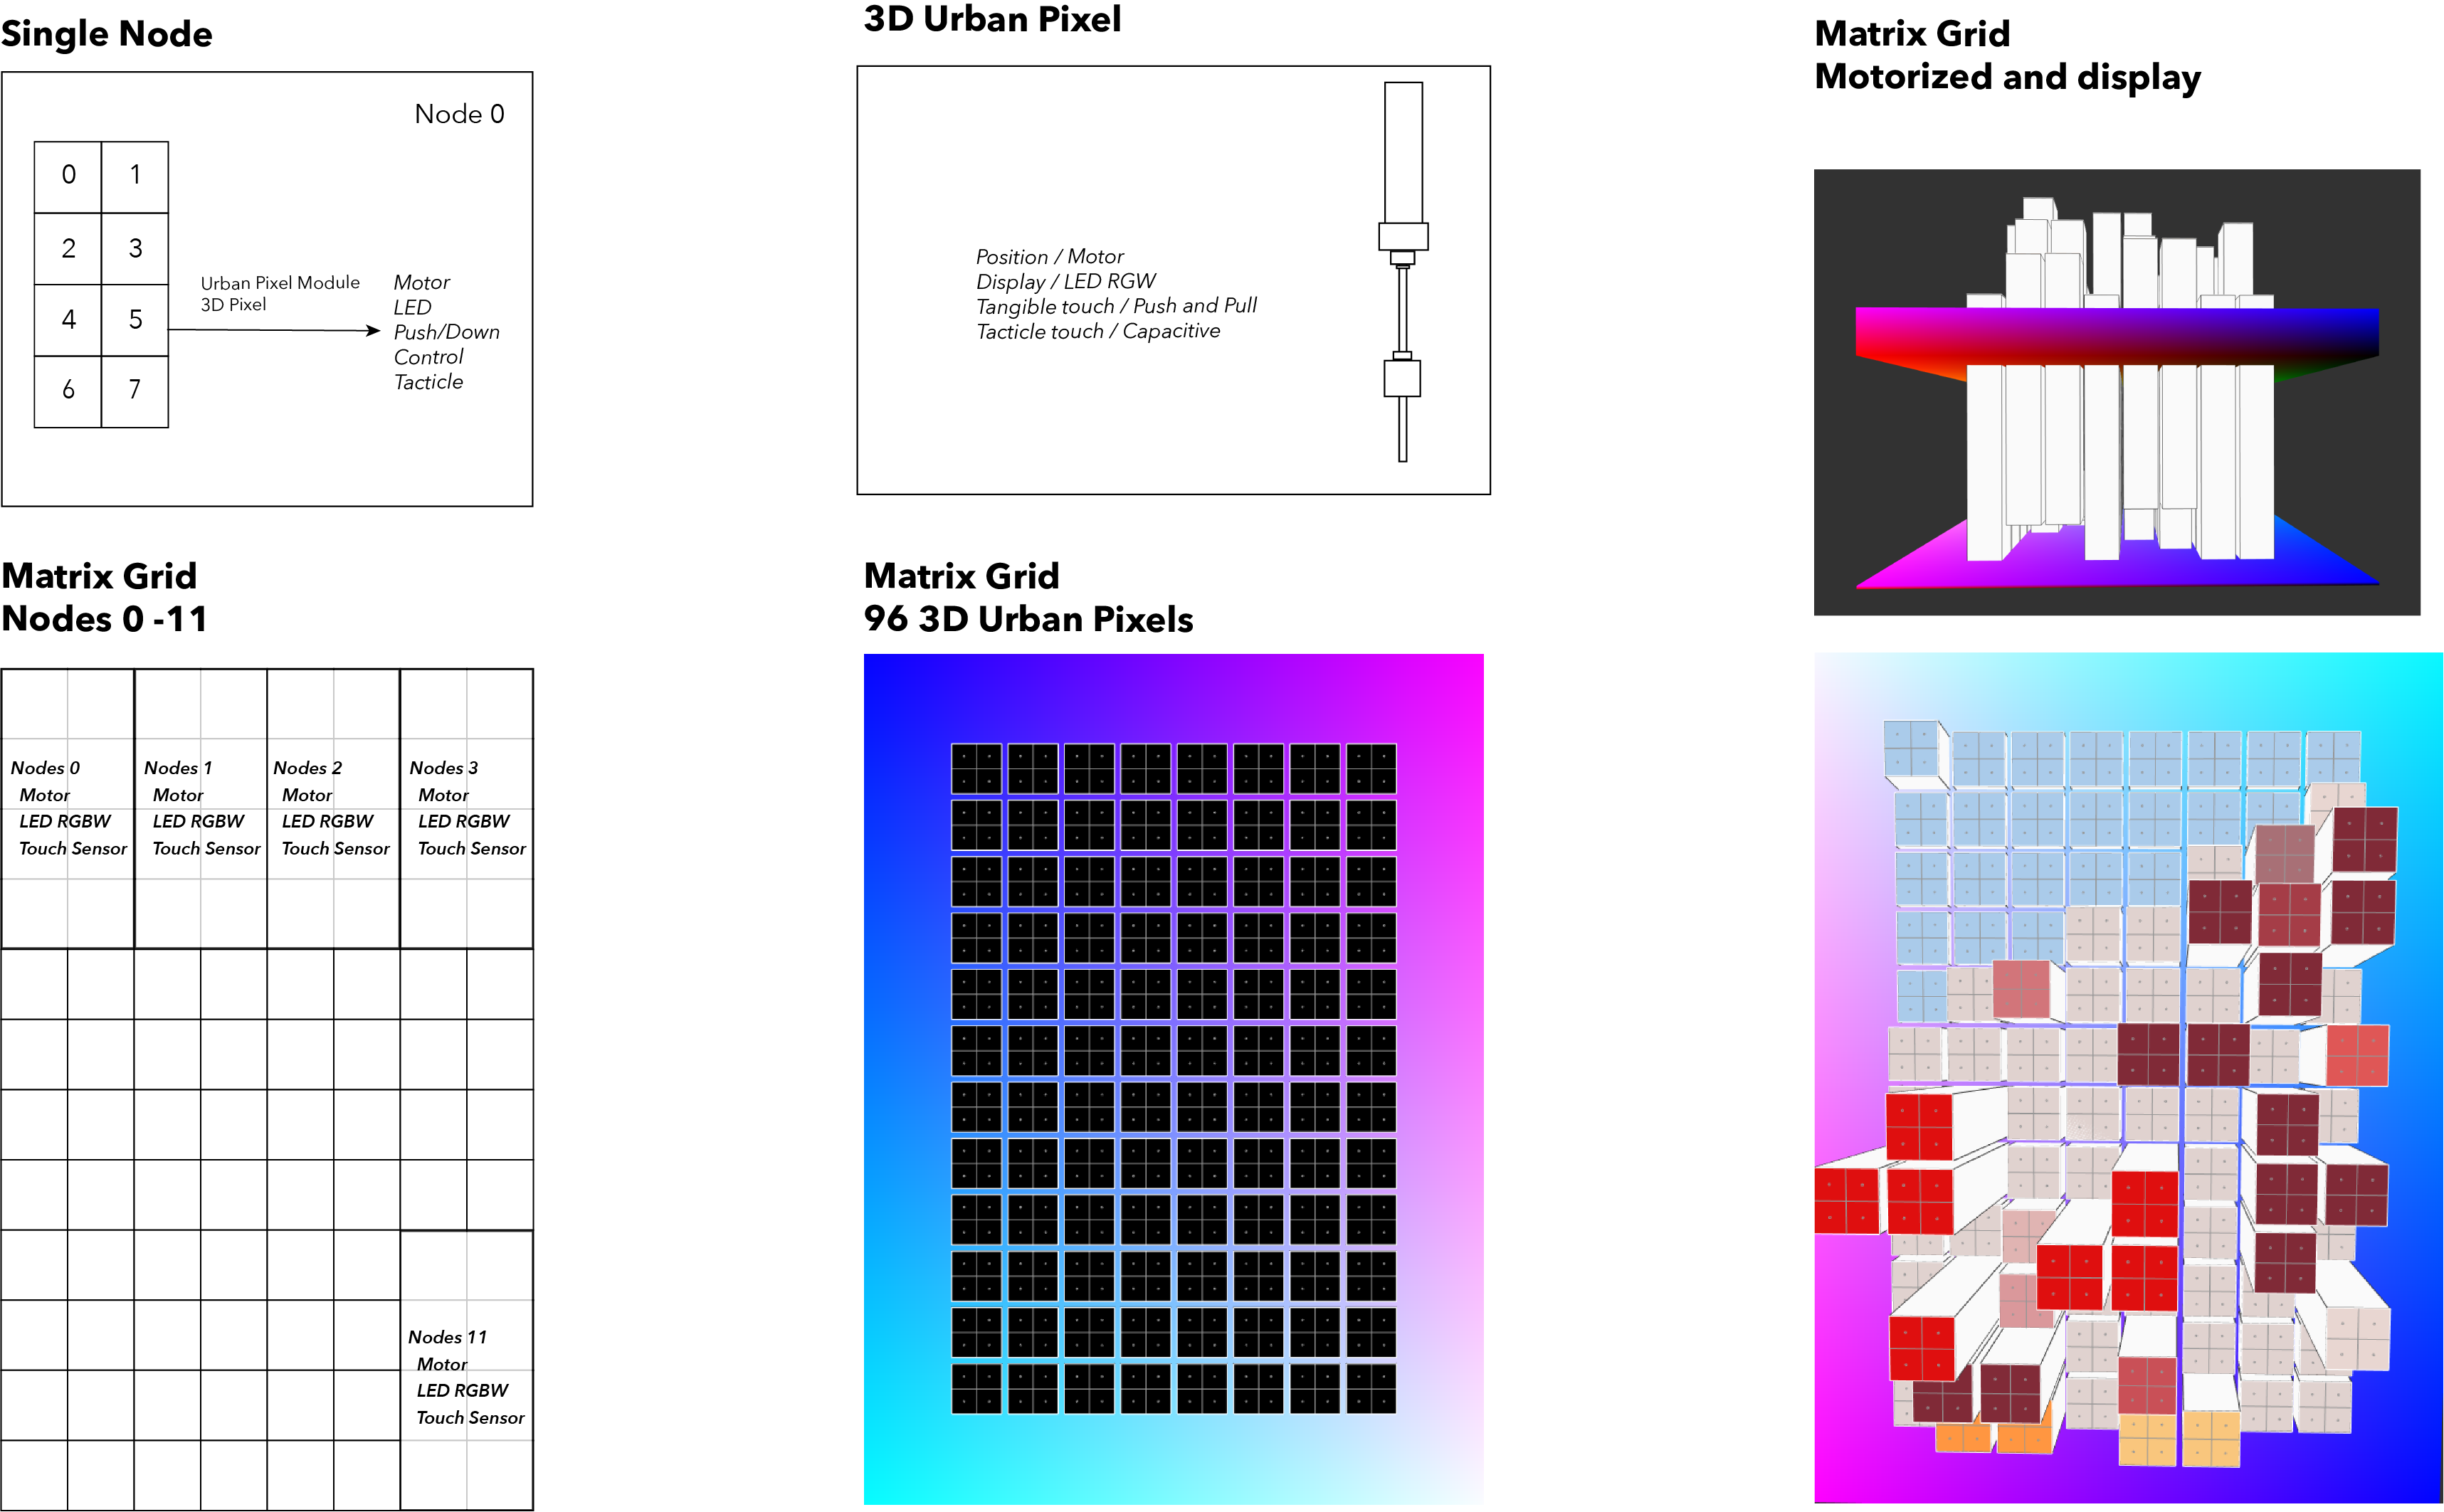 Single Node
Node 0
0 1
2 3
4 5
6 7
Urban Pixel Module
3D Pixel
Motor
LED
Push/Down
Control
Tacticle
3D Urban Pixel
Position / Motor
Display / LED RGW
Tangible touch / Push and Pull
Tacticle touch / Capacitive
Matrix Grid
Motorized and display
Matrix Grid
Nodes 0 -11
Nodes 0
Motor
LED RGBW
Touch Sensor
Nodes 1
Motor
LED RGBW
Touch Sensor
Nodes 2
Motor
LED RGBW
Touch Sensor
Nodes 3
Motor
LED RGBW
Touch Sensor
Nodes 11
Motor
LED RGBW
Touch Sensor
Matrix Grid
96 3D Urban Pixels